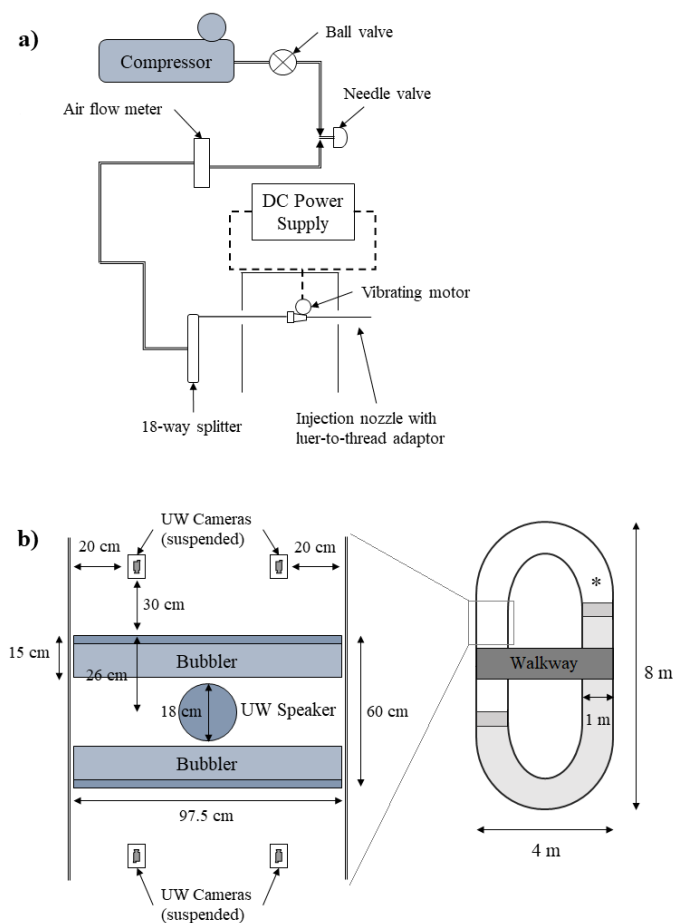 a)
Ball valve
Compressor
Needle valve
Air flow meter
DC Power
Supply
Vibrating motor
18-way splitter
Injection nozzle with
luer-to-thread adaptor
b)
UW Cameras
(suspended)
20 cm
20 cm
30 cm
*
15 cm
Bubbler
26 cm
Walkway
8 m
18 cm
UW Speaker
60 cm
1 m
Bubbler
97.5 cm
4 m
UW Cameras
(suspended)